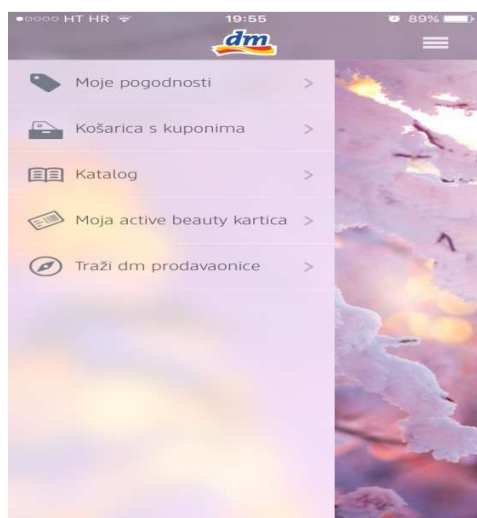 HT HR 19:55 89%
dm
Moje pogodnosti
Košarica s kuponima
Katalog
Moja active beauty kartica
Traži dm prodavaonice